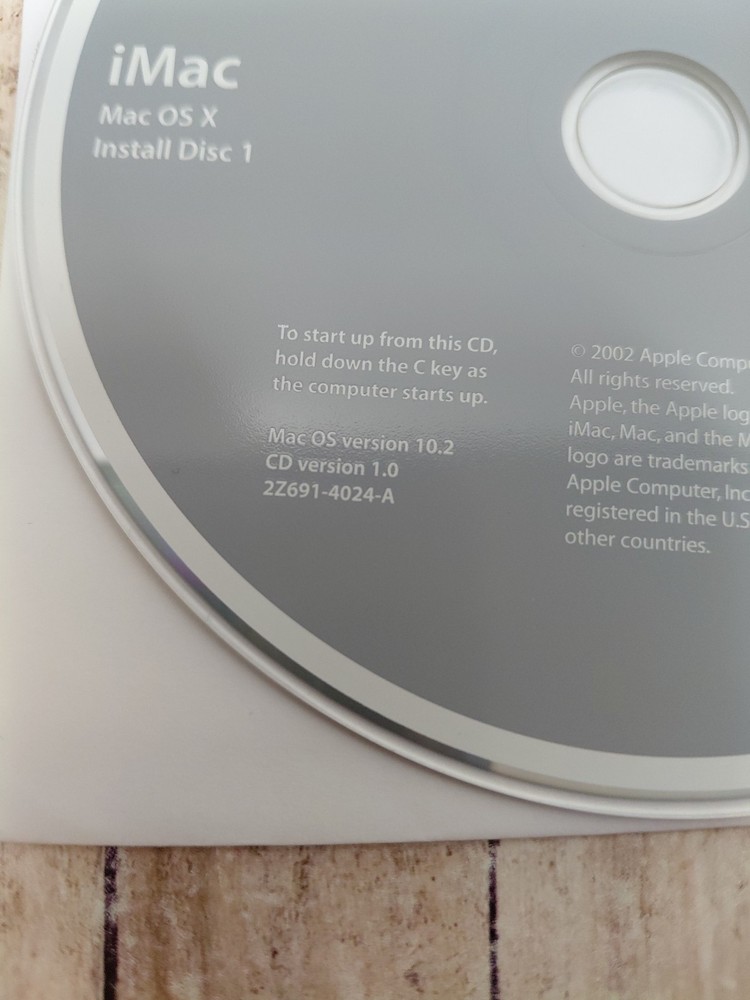 iMac
Mac OS X
Install Disc 1
To start up from this CD,
hold down the C key as
the computer starts up.
Mac OS version 10.2
CD version 1.0
2Z691-4024-A
© 2002 Apple Compu
All rights reserved.
Apple, the Apple log
iMac, Mac, and the M
logo are trademarks
Apple Computer, Inc
registered in the U.S
other countries.